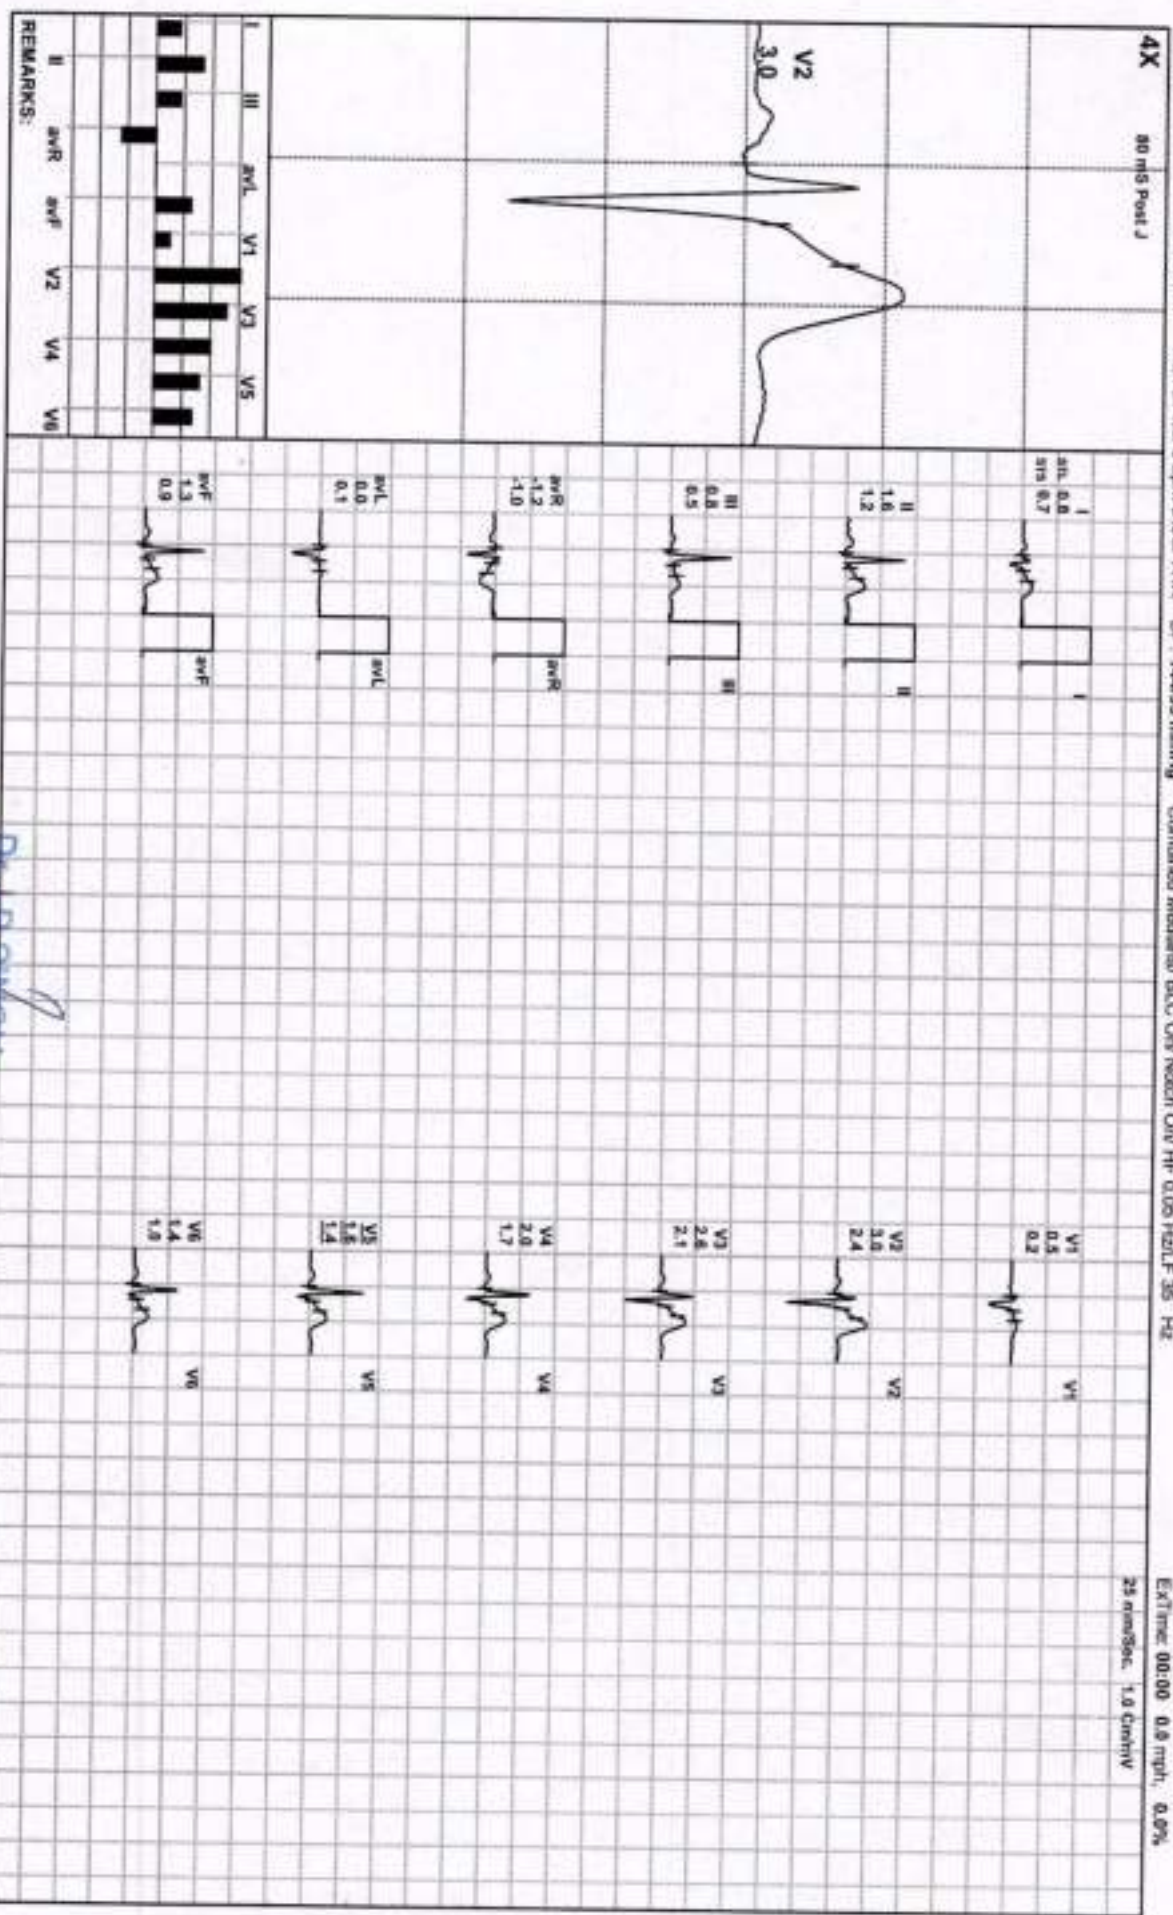 ExTime: 00:00 0.0 mph, 0.0%
25 mm/Sec. 1.0 Cm/mV
4X
80 mS Post J
V2
3.0
I
STL 0.8
STS 0.7
I
II
1.6
1.2
II
III
0.8
0.5
III
avR
-1.2
-1.0
avR
avL
0.0
0.1
avL
avF
1.3
0.9
avF
V1
0.5
0.2
V1
V2
3.0
2.4
V2
V3
2.6
2.1
V3
V4
2.0
1.7
V4
V5
1.6
1.4
V5
V6
1.4
1.0
V6
I III avL V1 V3 V5
II avR avF V2 V4 V6
REMARKS: